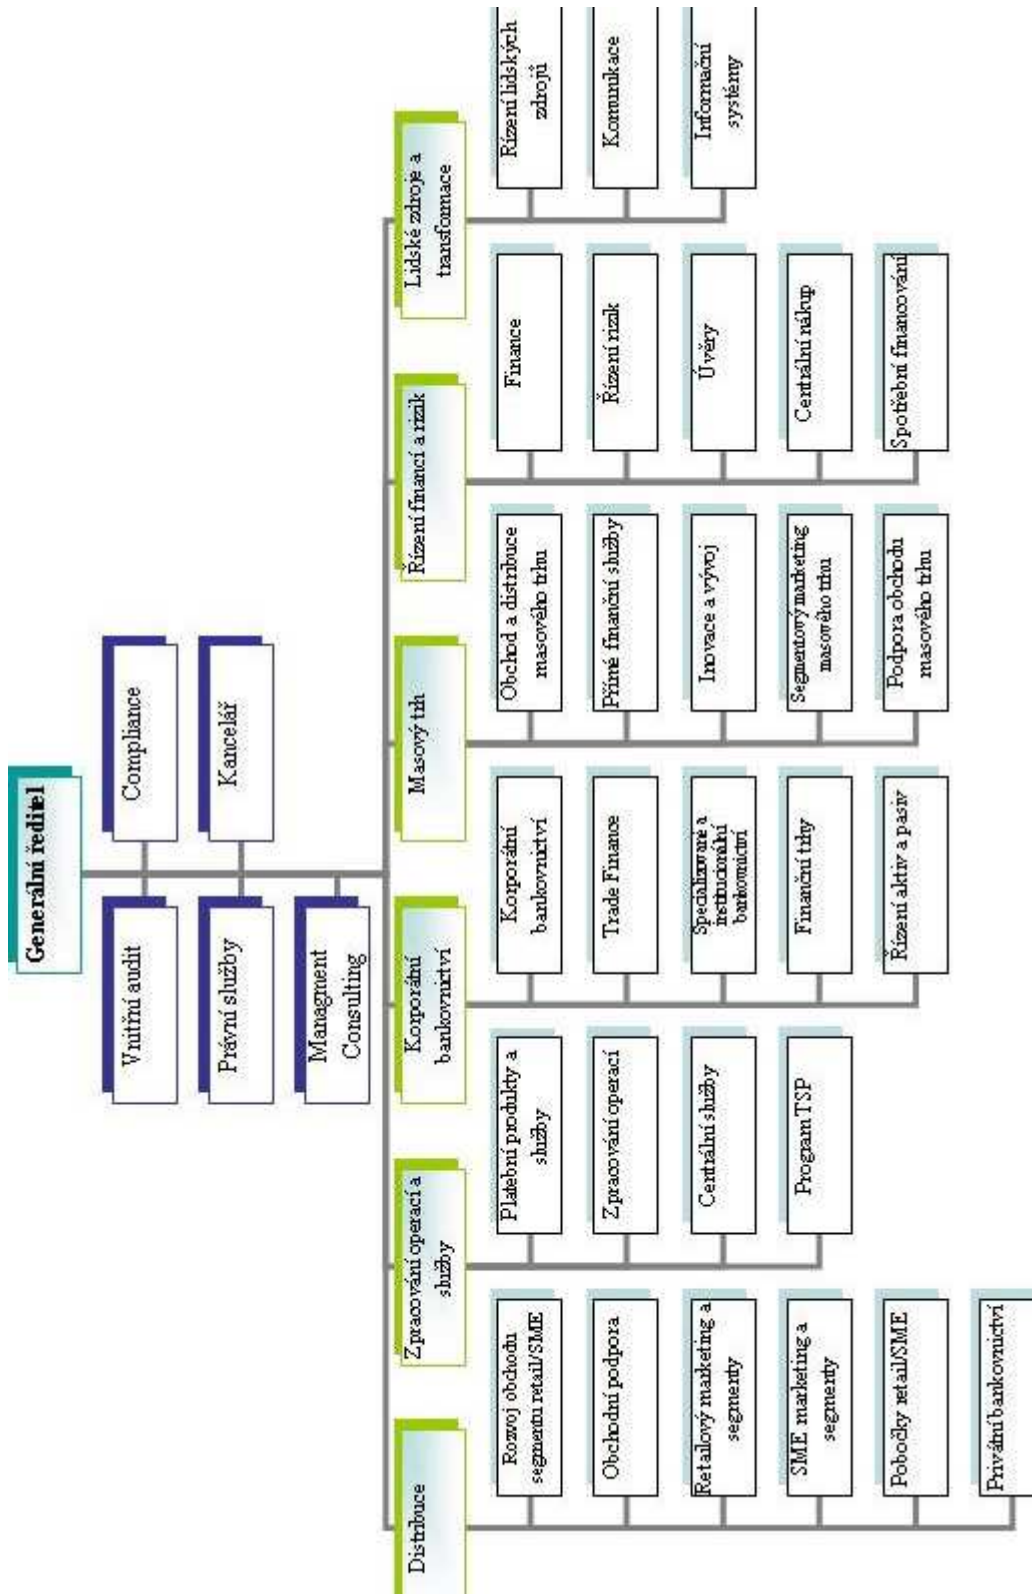 Generální ředitel
Vnitřní audit
Compliance
Právní služby
Kancelář
Managment
Consulting
Distribuce
Zpracování operací a
služby
Korporátní
bankovnictví
Masový trh
Řízení financí a rizik
Lidské zdroje a
transformace
Rozvoj obchodu
segmentu retail/SME
Obchodní podpora
Retailový marketing a
segmenty
SME marketing a
segmenty
Pobočky retail/SME
Privátní bankovnictví
Platební produkty a
služby
Zpracování operací
Centrální služby
Program TSP
Korporátní
bankovnictví
Trade Finance
Specializované a
institucionální
bankovnictví
Finanční trhy
Řízení aktiv a pasiv
Obchod a distribuce
masového trhu
Přímé finanční služby
Inovace a vývoj
Segmentový marketing
masového trhu
Podpora obchodu
masového trhu
Finance
Řízení rizik
Úvěry
Centrální nákup
Spotřební financování
Řízení lidských
zdrojů
Komunikace
Informační
systémy